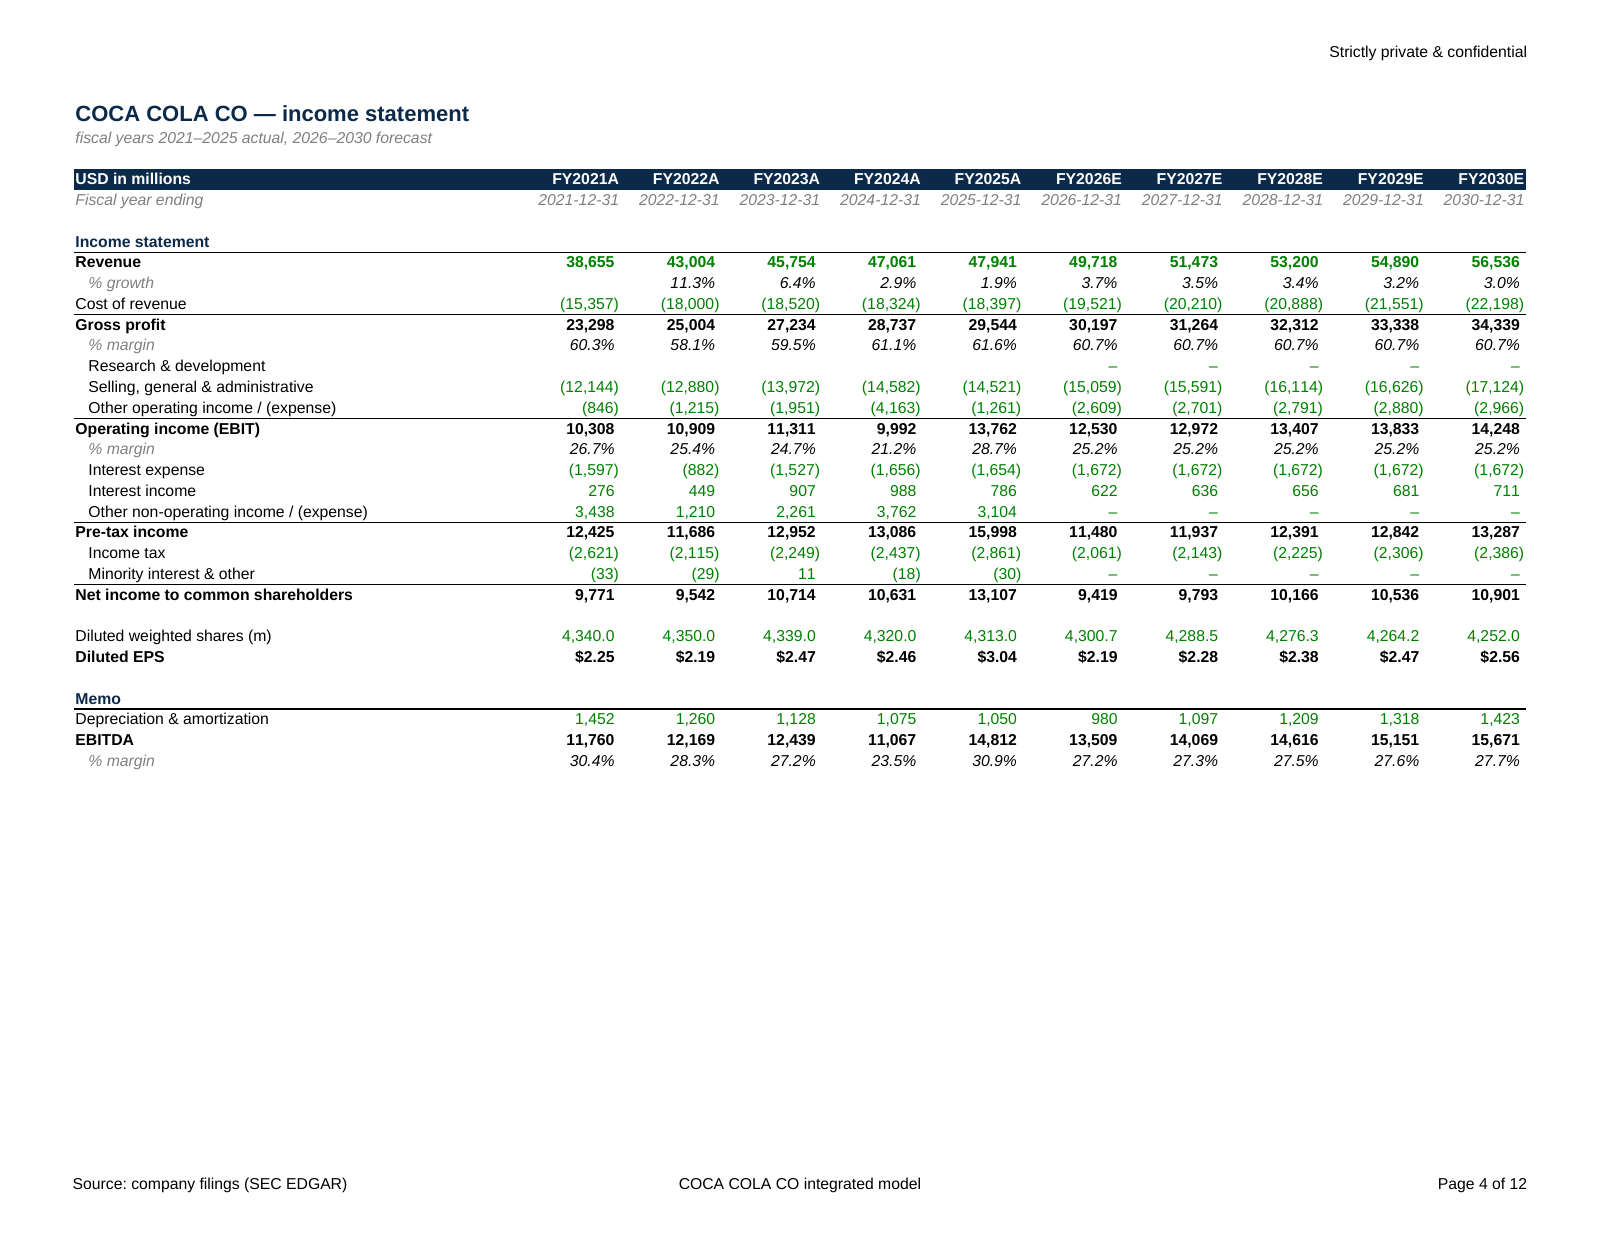 Strictly private & confidential
COCA COLA CO — income statement
fiscal years 2021–2025 actual, 2026–2030 forecast
USD in millions FY2021A FY2022A FY2023A FY2024A FY2025A FY2026E FY2027E FY2028E FY2029E FY2030E
Fiscal year ending 2021-12-31 2022-12-31 2023-12-31 2024-12-31 2025-12-31 2026-12-31 2027-12-31 2028-12-31 2029-12-31 2030-12-31
Income statement
Revenue 38,655 43,004 45,754 47,061 47,941 49,718 51,473 53,200 54,890 56,536
% growth 11.3% 6.4% 2.9% 1.9% 3.7% 3.5% 3.4% 3.2% 3.0%
Cost of revenue (15,357) (18,000) (18,520) (18,324) (18,397) (19,521) (20,210) (20,888) (21,551) (22,198)
Gross profit 23,298 25,004 27,234 28,737 29,544 30,197 31,264 32,312 33,338 34,339
% margin 60.3% 58.1% 59.5% 61.1% 61.6% 60.7% 60.7% 60.7% 60.7% 60.7%
Research & development – – – – –
Selling, general & administrative (12,144) (12,880) (13,972) (14,582) (14,521) (15,059) (15,591) (16,114) (16,626) (17,124)
Other operating income / (expense) (846) (1,215) (1,951) (4,163) (1,261) (2,609) (2,701) (2,791) (2,880) (2,966)
Operating income (EBIT) 10,308 10,909 11,311 9,992 13,762 12,530 12,972 13,407 13,833 14,248
% margin 26.7% 25.4% 24.7% 21.2% 28.7% 25.2% 25.2% 25.2% 25.2% 25.2%
Interest expense (1,597) (882) (1,527) (1,656) (1,654) (1,672) (1,672) (1,672) (1,672) (1,672)
Interest income 276 449 907 988 786 622 636 656 681 711
Other non-operating income / (expense) 3,438 1,210 2,261 3,762 3,104 – – – – –
Pre-tax income 12,425 11,686 12,952 13,086 15,998 11,480 11,937 12,391 12,842 13,287
Income tax (2,621) (2,115) (2,249) (2,437) (2,861) (2,061) (2,143) (2,225) (2,306) (2,386)
Minority interest & other (33) (29) 11 (18) (30) – – – – –
Net income to common shareholders 9,771 9,542 10,714 10,631 13,107 9,419 9,793 10,166 10,536 10,901
Diluted weighted shares (m) 4,340.0 4,350.0 4,339.0 4,320.0 4,313.0 4,300.7 4,288.5 4,276.3 4,264.2 4,252.0
Diluted EPS $2.25 $2.19 $2.47 $2.46 $3.04 $2.19 $2.28 $2.38 $2.47 $2.56
Memo
Depreciation & amortization 1,452 1,260 1,128 1,075 1,050 980 1,097 1,209 1,318 1,423
EBITDA 11,760 12,169 12,439 11,067 14,812 13,509 14,069 14,616 15,151 15,671
% margin 30.4% 28.3% 27.2% 23.5% 30.9% 27.2% 27.3% 27.5% 27.6% 27.7%
Source: company filings (SEC EDGAR) COCA COLA CO integrated model Page 4 of 12